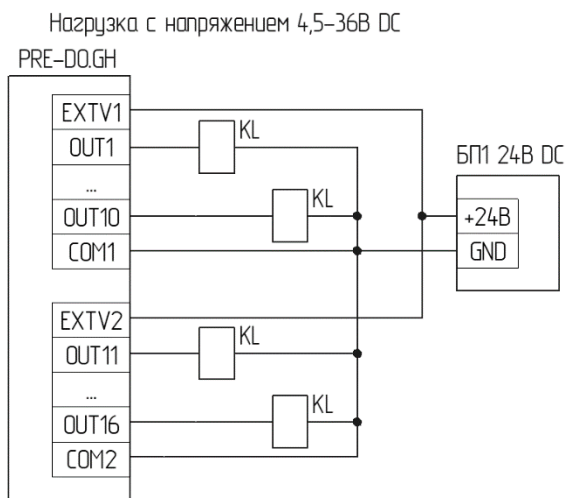 Нагрузка с напряжением 4,5-36В DC
PRE-DO.GH
EXTV1
OUT1
KL
...
OUT10
KL
COM1
БП1 24В DC
+24В
GND
EXTV2
OUT11
KL
...
OUT16
KL
COM2